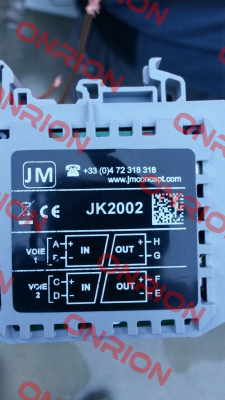 ONRION
JM
☎ +33 (0)4 72 318 318
www.jmconcept.com
CE
JK2002
VOIE 1
A + IN OUT + H
B - - G
VOIE 2
C + IN OUT + F
D - - E
ONRION